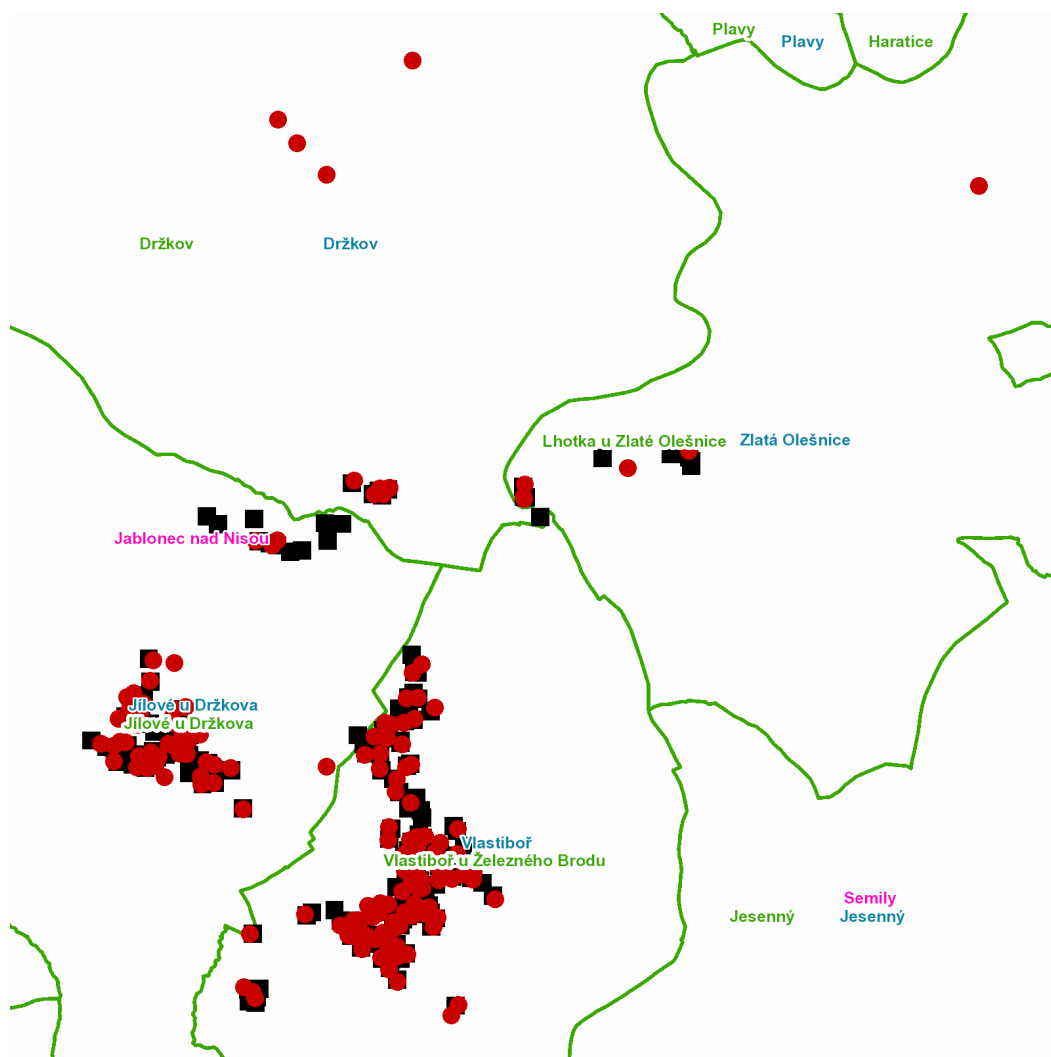 Plavy
Plavy
Haratice
Držkov
Držkov
Lhotka u Zlaté Olešnice
Zlatá Olešnice
Jablonec nad Nisou
Jílové u Držkova
Jílové u Držkova
Vlastiboř
Vlastiboř u Železného Brodu
Semily
Jesenný
Jesenný